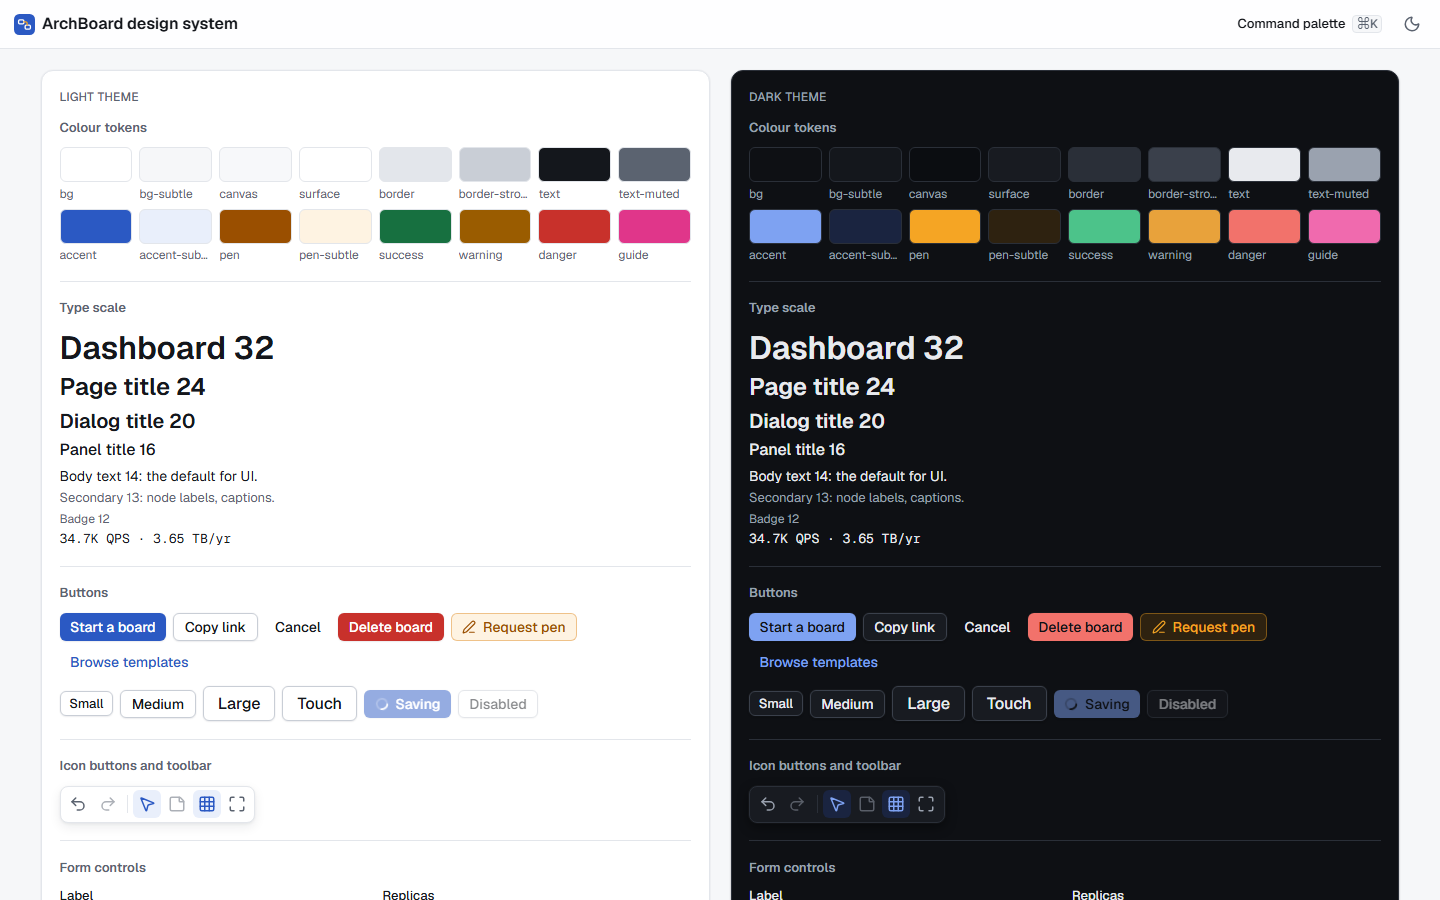 ArchBoard design system
Command palette ⌘K
LIGHT THEME
Colour tokens
bg bg-subtle canvas surface border border-stro... text text-muted
accent accent-sub... pen pen-subtle success warning danger guide
Type scale
Dashboard 32
Page title 24
Dialog title 20
Panel title 16
Body text 14: the default for UI.
Secondary 13: node labels, captions.
Badge 12
34.7K QPS · 3.65 TB/yr
Buttons
Start a board Copy link Cancel Delete board Request pen
Browse templates
Small Medium Large Touch Saving Disabled
Icon buttons and toolbar
Form controls
Label Replicas
DARK THEME
Colour tokens
bg bg-subtle canvas surface border border-stro... text text-muted
accent accent-sub... pen pen-subtle success warning danger guide
Type scale
Dashboard 32
Page title 24
Dialog title 20
Panel title 16
Body text 14: the default for UI.
Secondary 13: node labels, captions.
Badge 12
34.7K QPS · 3.65 TB/yr
Buttons
Start a board Copy link Cancel Delete board Request pen
Browse templates
Small Medium Large Touch Saving Disabled
Icon buttons and toolbar
Form controls
Label Replicas